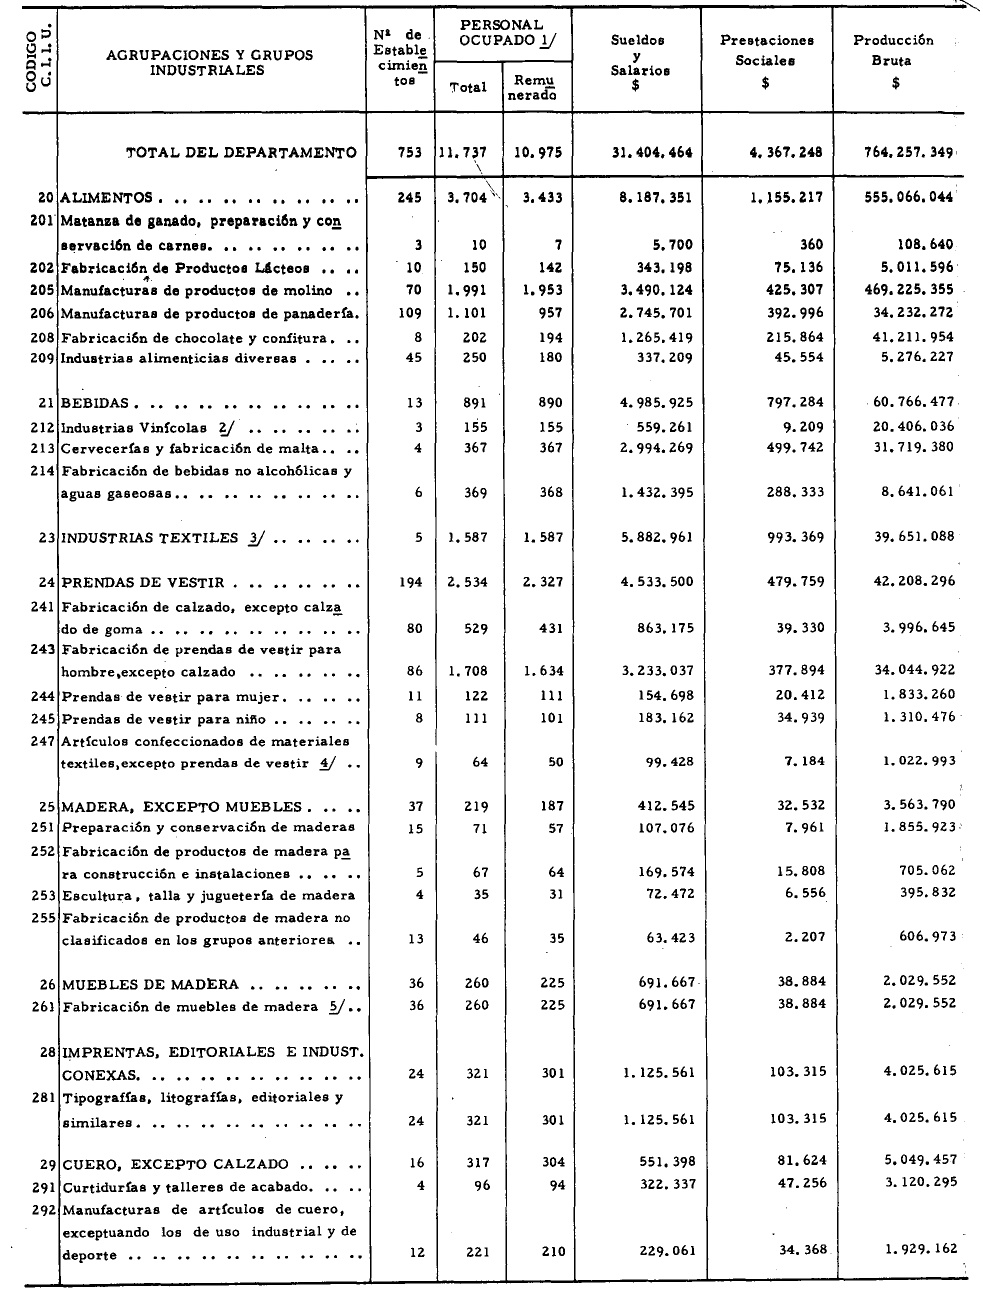 CODIGO C. I. I. U. | AGRUPACIONES Y GRUPOS INDUSTRIALES | Nº de Establecimientos | PERSONAL OCUPADO 1/ Total | Remunerado | Sueldos y Salarios $ | Prestaciones Sociales $ | Producción Bruta $
TOTAL DEL DEPARTAMENTO 753 11.737 10.975 31.404.464 4.367.248 764.257.349
20 ALIMENTOS . .. .. .. .. .. .. .. .. .. 245 3.704 3.433 8.187.351 1.155.217 555.066.044
201 Matanza de ganado, preparación y con
servación de carnes. .. .. .. .. .. .. .. 3 10 7 5.700 360 108.640
202 Fabricación de Productos Lácteos .. .. 10 150 142 343.198 75.136 5.011.596
205 Manufacturas de productos de molino .. 70 1.991 1.953 3.490.124 425.307 469.225.355
206 Manufacturas de productos de panadería. 109 1.101 957 2.745.701 392.996 34.232.272
208 Fabricación de chocolate y confitura. .. 8 202 194 1.265.419 215.864 41.211.954
209 Industrias alimenticias diversas . .. .. 45 250 180 337.209 45.554 5.276.227
21 BEBIDAS . .. .. .. .. .. .. .. .. .. .. 13 891 890 4.985.925 797.284 60.766.477
212 Industrias Vinícolas 2/ .. .. .. .. .. 3 155 155 559.261 9.209 20.406.036
213 Cervecerías y fabricación de malta.. .. 4 367 367 2.994.269 499.742 31.719.380
214 Fabricación de bebidas no alcohólicas y
aguas gaseosas.. .. .. .. .. .. .. .. .. 6 369 368 1.432.395 288.333 8.641.061
23 INDUSTRIAS TEXTILES 3/ .. .. .. .. 5 1.587 1.587 5.882.961 993.369 39.651.088
24 PRENDAS DE VESTIR . .. .. .. .. .. 194 2.534 2.327 4.533.500 479.759 42.208.296
241 Fabricación de calzado, excepto calza
do de goma .. .. .. .. .. .. .. .. .. .. 80 529 431 863.175 39.330 3.996.645
243 Fabricación de prendas de vestir para
hombre,excepto calzado .. .. .. .. .. 86 1.708 1.634 3.233.037 377.894 34.044.922
244 Prendas de vestir para mujer. .. .. .. 11 122 111 154.698 20.412 1.833.260
245 Prendas de vestir para niño .. .. .. .. 8 111 101 183.162 34.939 1.310.476
247 Artículos confeccionados de materiales
textiles,excepto prendas de vestir 4/ .. 9 64 50 99.428 7.184 1.022.993
25 MADERA, EXCEPTO MUEBLES . .. .. 37 219 187 412.545 32.532 3.563.790
251 Preparación y conservación de maderas 15 71 57 107.076 7.961 1.855.923
252 Fabricación de productos de madera pa
ra construcción e instalaciones .. .. .. 5 67 64 169.574 15.808 705.062
253 Escultura, talla y juguetería de madera 4 35 31 72.472 6.556 395.832
255 Fabricación de productos de madera no
clasificados en los grupos anteriores .. 13 46 35 63.423 2.207 606.973
26 MUEBLES DE MADERA .. .. .. .. .. 36 260 225 691.667 38.884 2.029.552
261 Fabricación de muebles de madera 5/.. 36 260 225 691.667 38.884 2.029.552
28 IMPRENTAS, EDITORIALES E INDUST.
CONEXAS. .. .. .. .. .. .. .. .. .. .. 24 321 301 1.125.561 103.315 4.025.615
281 Tipografías, litografías, editoriales y
similares. .. .. .. .. .. .. .. .. .. .. 24 321 301 1.125.561 103.315 4.025.615
29 CUERO, EXCEPTO CALZADO .. .. .. 16 317 304 551.398 81.624 5.049.457
291 Curtidurías y talleres de acabado. .. .. 4 96 94 322.337 47.256 3.120.295
292 Manufacturas de artículos de cuero,
exceptuando los de uso industrial y de
deporte .. .. .. .. .. .. .. .. .. .. .. 12 221 210 229.061 34.368 1.929.162